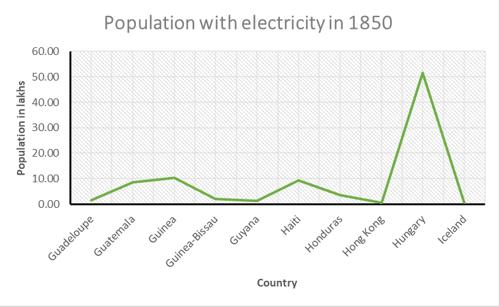 Population with electricity in 1850
60.00
50.00
40.00
30.00
20.00
10.00
0.00
Population in lakhs
Guadeloupe
Guatemala
Guinea
Guinea-Bissau
Guyana
Haiti
Honduras
Hong Kong
Hungary
Iceland
Country